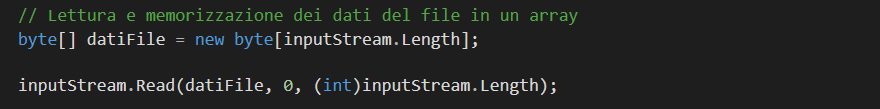 // Lettura e memorizzazione dei dati del file in un array
byte[] datiFile = new byte[inputStream.Length];
inputStream.Read(datiFile, 0, (int)inputStream.Length);